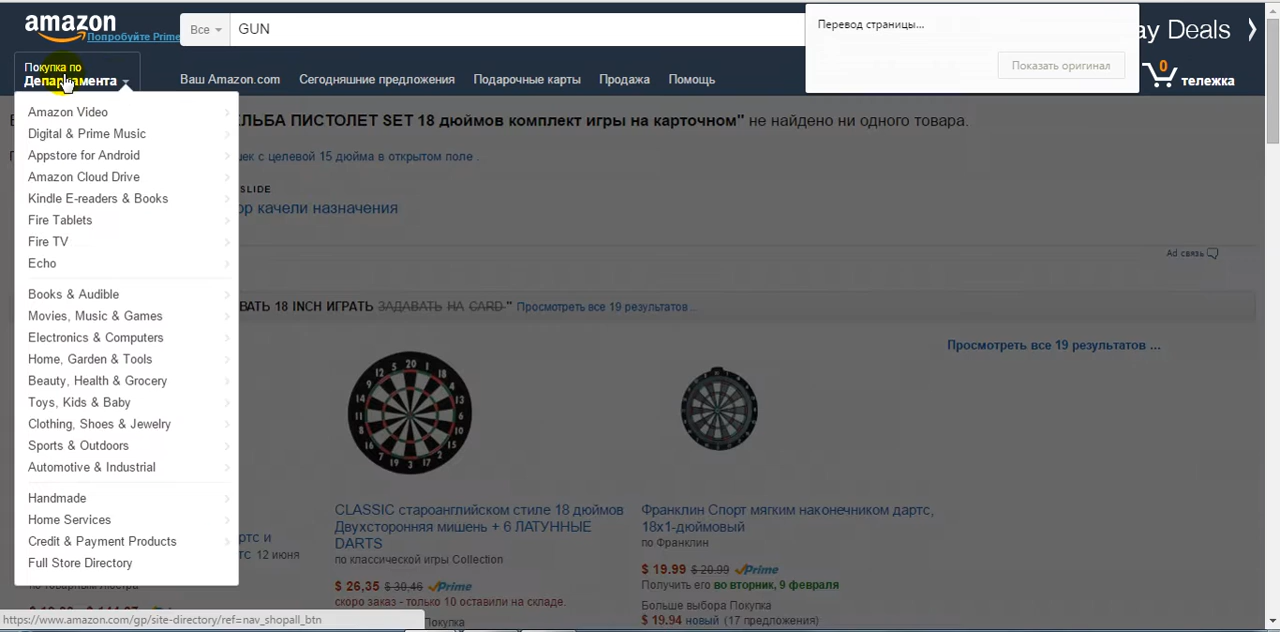 amazon
Попробуйте Prime
Все
GUN
Перевод страницы...
Показать оригинал
ay Deals
Покупка по
Департамента
Ваш Amazon.com
Сегодняшние предложения
Подарочные карты
Продажа
Помощь
0
тележка
Amazon Video
Digital & Prime Music
Appstore for Android
Amazon Cloud Drive
Kindle E-readers & Books
Fire Tablets
Fire TV
Echo
Books & Audible
Movies, Music & Games
Electronics & Computers
Home, Garden & Tools
Beauty, Health & Grocery
Toys, Kids & Baby
Clothing, Shoes & Jewelry
Sports & Outdoors
Automotive & Industrial
Handmade
Home Services
Credit & Payment Products
Full Store Directory
ЛЬБА ПИСТОЛЕТ SET 18 дюймов комплект игры на карточном" не найдено ни одного товара.
ек с целевой 15 дюйма в открытом поле .
SLIDE
ор качели назначения
Ad связь
ВАТЬ 18 INCH ИГРАТЬ ЗАДАВАТЬ НА CARD " Просмотреть все 19 результатов .
Просмотреть все 19 результатов ...
CLASSIC староанглийском стиле 18 дюймов
Двухсторонняя мишень + 6 ЛАТУННЫЕ
DARTS
по классической игры Collection
$ 26,35 $ 30,46 Prime
скоро заказ - только 10 оставили на складе.
Покупка
Франклин Спорт мягким наконечником дартс,
18x1-дюймовый
по Франклин
$ 19.99 $ 20.99 Prime
Получить его во вторник, 9 февраля
Больше выбора Покупка
$ 19.94 новый (17 предложения)
ртс и
тс 12 июня
https://www.amazon.com/gp/site-directory/ref=nav_shopall_btn